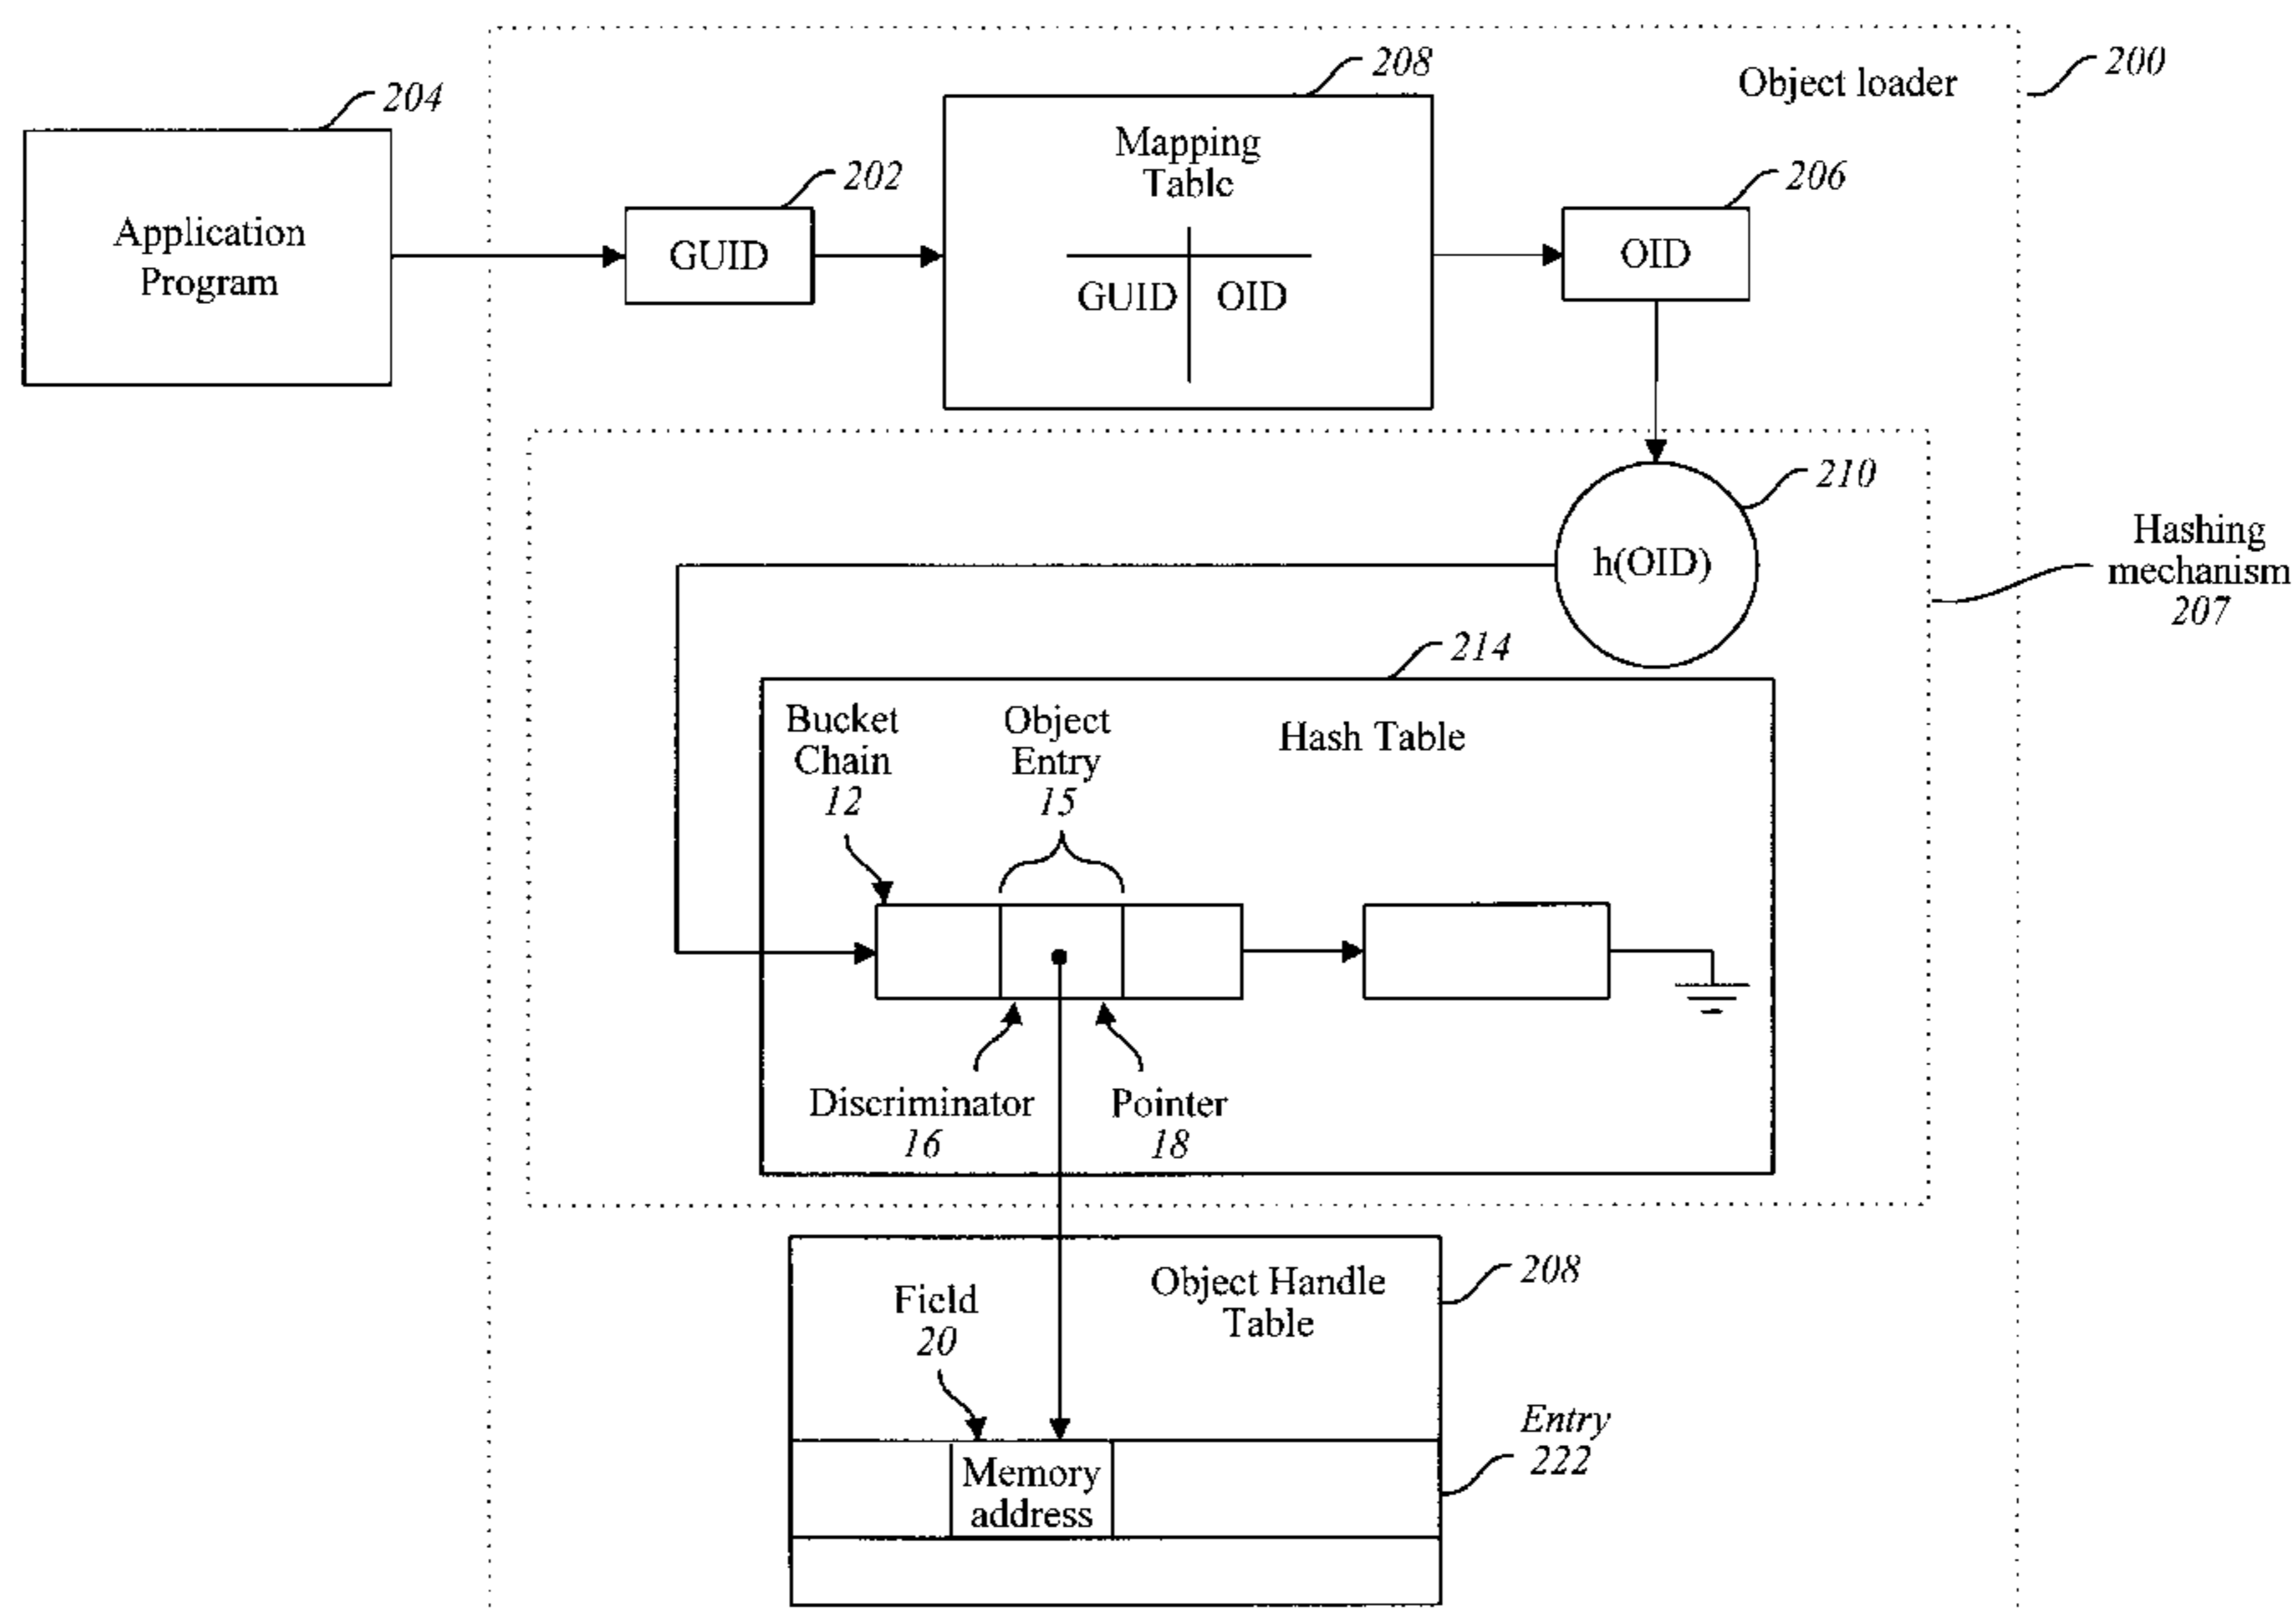 204
Application
Program
202
GUID
208
Mapping
Table
GUID
OID
Object loader
200
206
OID
210
h(OID)
Hashing
mechanism
207
214
Hash Table
Bucket
Chain
12
Object
Entry
15
Discriminator
16
Pointer
18
208
Object Handle
Table
Field
20
Memory
address
Entry
222